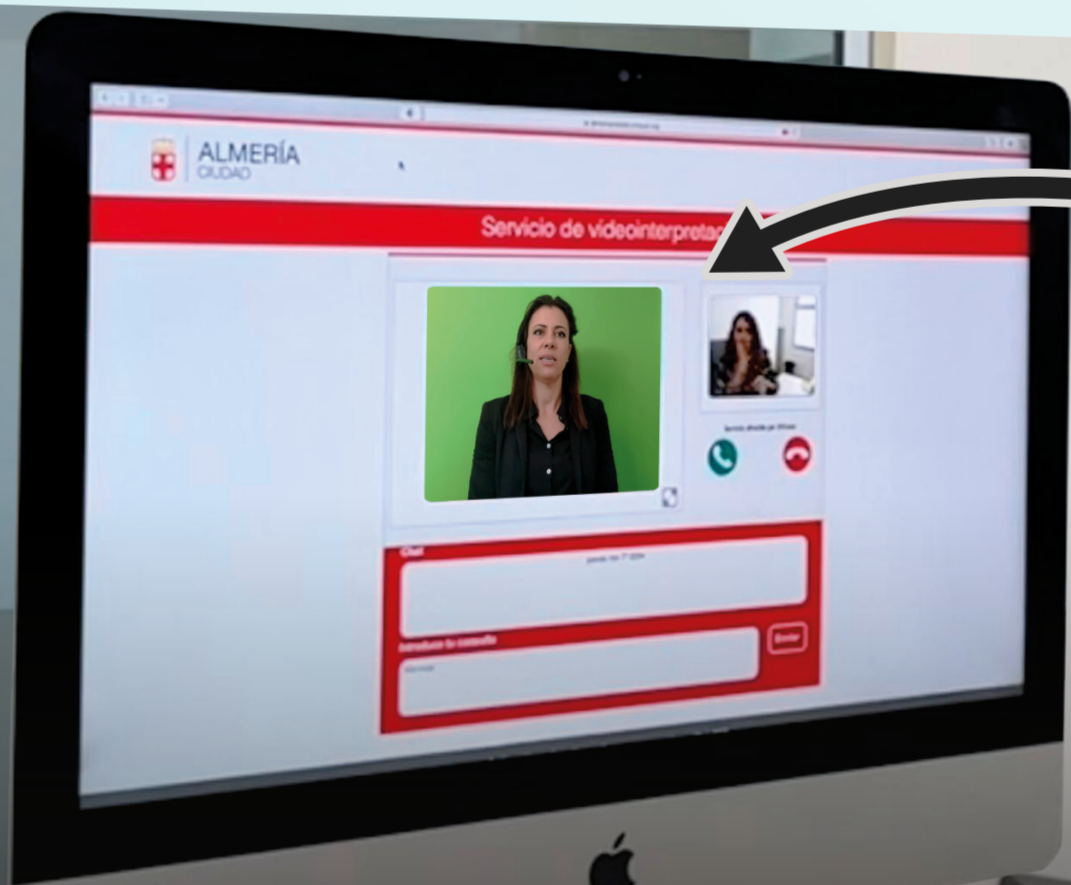 ALMERÍA
CIUDAD
Servicio de videointerpretac
Chat
Introduce tu consulta
Enviar